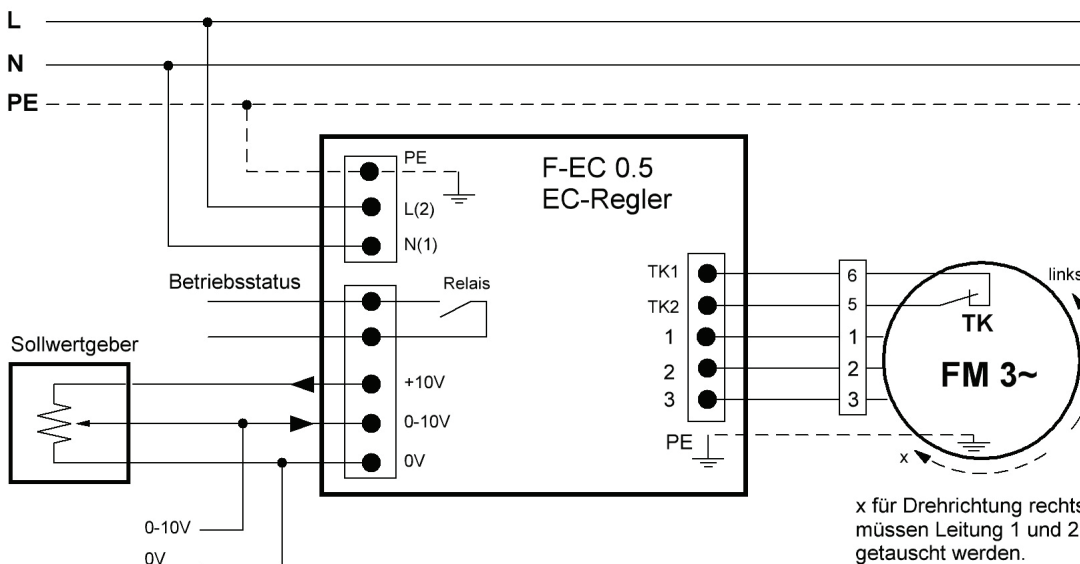 L
N
PE
PE
L(2)
N(1)
F-EC 0.5
EC-Regler
Betriebsstatus
Relais
Sollwertgeber
+10V
0-10V
0V
0-10V
0V
TK1
TK2
1
2
3
PE
6
5
1
2
3
links
TK
FM 3~
x
x für Drehrichtung rechts
müssen Leitung 1 und 2
getauscht werden.